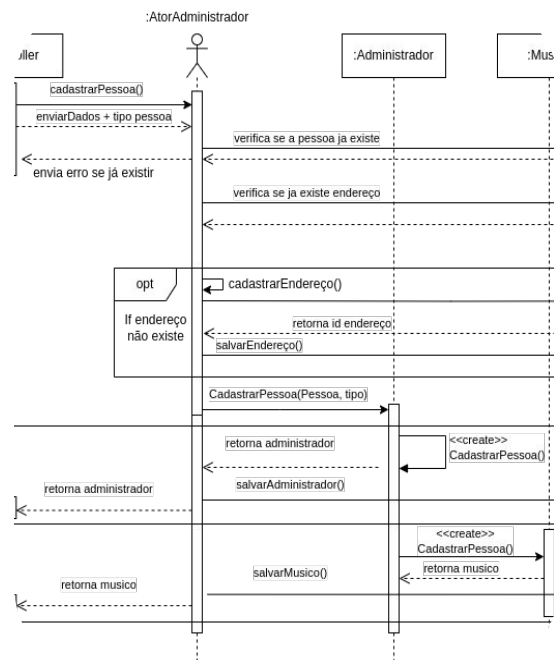 :AtorAdministrador
ller
:Administrador
:Mus
cadastrarPessoa()
enviarDados + tipo pessoa
verifica se a pessoa ja existe
envia erro se já existir
verifica se ja existe endereço
opt
cadastrarEndereço()
If endereço
não existe
retorna id endereço
salvarEndereço()
CadastrarPessoa(Pessoa, tipo)
<<create>>
CadastrarPessoa()
retorna administrador
salvarAdministrador()
retorna administrador
<<create>>
CadastrarPessoa()
retorna musico
salvarMusico()
retorna musico